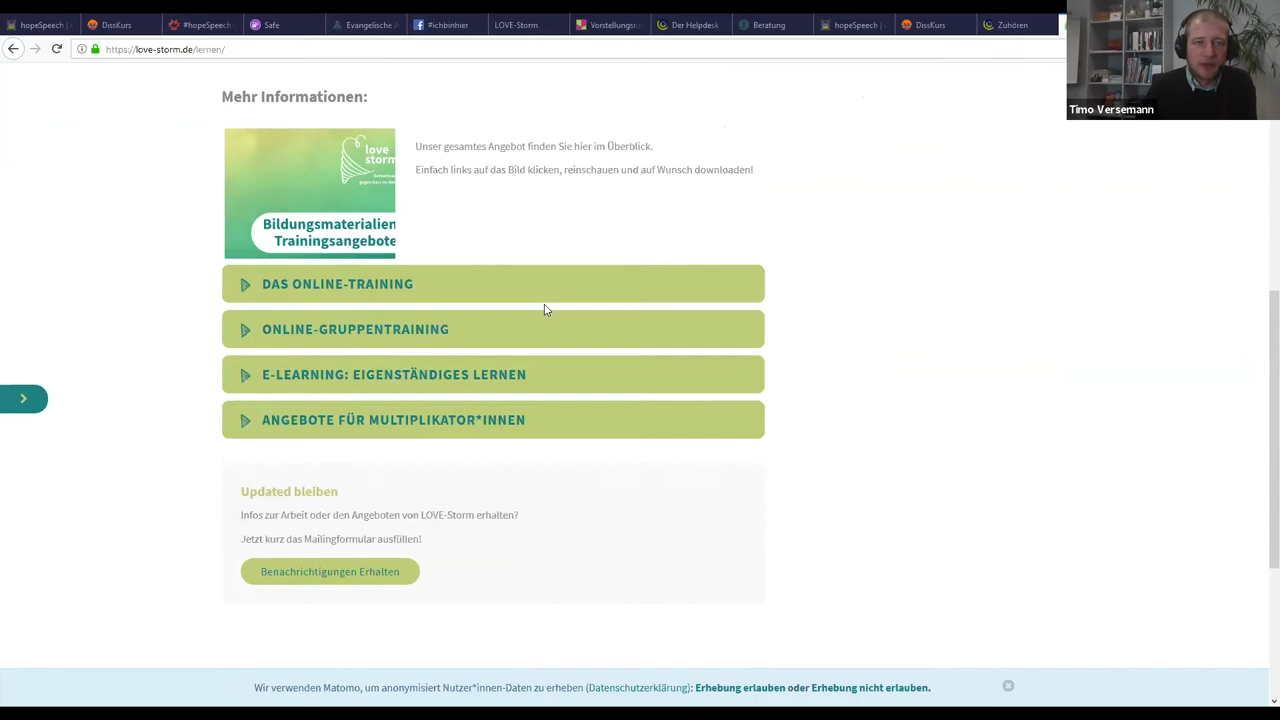 hopeSpeech |
DissKurs
#hopeSpeech
Safe
Evangelische A
#ichbinhier
LOVE-Storm
Vorstellungsru
Der Helpdesk
Beratung
hopeSpeech | v
DissKurs
Zuhören
https://love-storm.de/lernen/
Timo Versemann
Mehr Informationen:
love
storm
Bildungsmaterialien
Trainingsangebote
Unser gesamtes Angebot finden Sie hier im Überblick.
Einfach links auf das Bild klicken, reinschauen und auf Wunsch downloaden!
DAS ONLINE-TRAINING
ONLINE-GRUPPENTRAINING
E-LEARNING: EIGENSTÄNDIGES LERNEN
ANGEBOTE FÜR MULTIPLIKATOR*INNEN
Updated bleiben
Infos zur Arbeit oder den Angeboten von LOVE-Storm erhalten?
Jetzt kurz das Mailingformular ausfüllen!
Benachrichtigungen Erhalten
Wir verwenden Matomo, um anonymisiert Nutzer*innen-Daten zu erheben (Datenschutzerklärung): Erhebung erlauben oder Erhebung nicht erlauben.